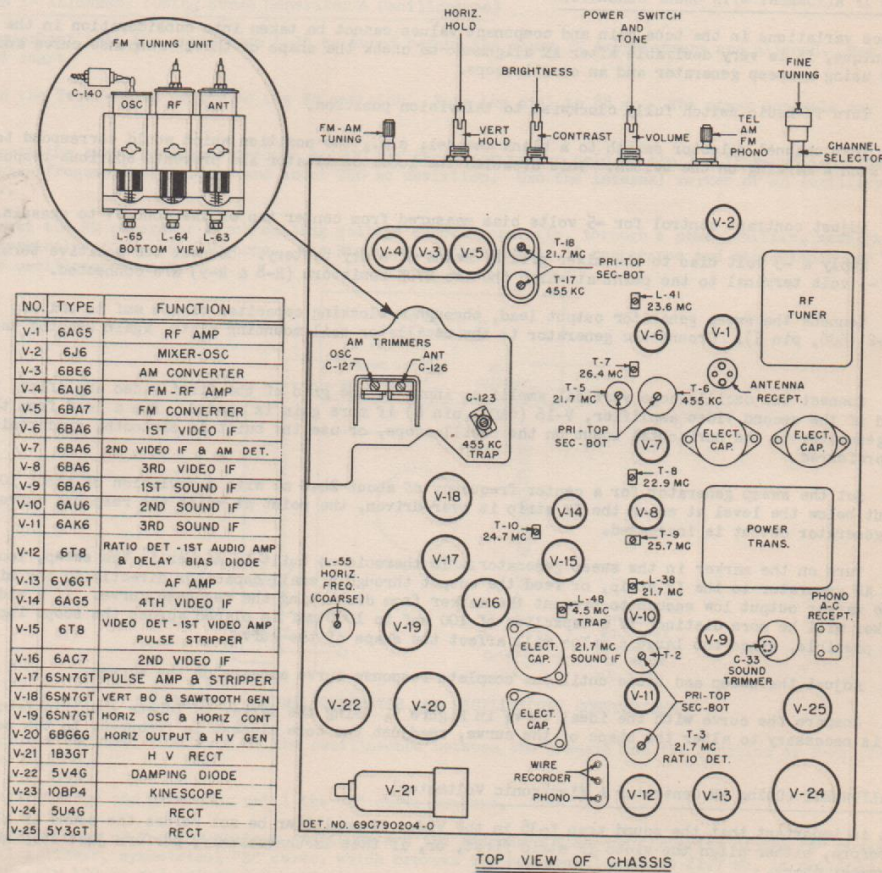 HORIZ.
HOLD
POWER SWITCH
AND
TONE
FINE
TUNING
BRIGHTNESS
FM-AM
TUNING
VERT
HOLD
CONTRAST
VOLUME
TEL
AM
FM
PHONO
CHANNEL
SELECTOR
FM TUNING UNIT
C-140
OSC
RF
ANT
L-65
L-64
L-63
BOTTOM VIEW
NO. TYPE FUNCTION
V-1 6AG5 RF AMP
V-2 6J6 MIXER-OSC
V-3 6BE6 AM CONVERTER
V-4 6AU6 FM-RF AMP
V-5 6BA7 FM CONVERTER
V-6 6BA6 1ST VIDEO IF
V-7 6BA6 2ND VIDEO IF & AM DET.
V-8 6BA6 3RD VIDEO IF
V-9 6BA6 1ST SOUND IF
V-10 6AU6 2ND SOUND IF
V-11 6AK6 3RD SOUND IF
V-12 6T8 RATIO DET-1ST AUDIO AMP
& DELAY BIAS DIODE
V-13 6V6GT AF AMP
V-14 6AG5 4TH VIDEO IF
V-15 6T8 VIDEO DET-1ST VIDEO AMP
PULSE STRIPPER
V-16 6AC7 2ND VIDEO IF
V-17 6SN7GT PULSE AMP & STRIPPER
V-18 6SN7GT VERT BO & SAWTOOTH GEN
V-19 6SN7GT HORIZ OSC & HORIZ CONT
V-20 6BG6G HORIZ OUTPUT & HV GEN
V-21 1B3GT H V RECT
V-22 5V4G DAMPING DIODE
V-23 10BP4 KINESCOPE
V-24 5U4G RECT
V-25 5Y3GT RECT
V-4
V-3
V-5
T-18
21.7 MC
PRI-TOP
SEC-BOT
T-17
455 KC
V-2
L-41
23.6 MC
V-6
V-1
RF
TUNER
AM TRIMMERS
OSC
C-127
ANT
C-126
C-123
455 KC
TRAP
T-7
26.4 MC
T-5
21.7 MC
T-6
455 KC
PRI-TOP
SEC-BOT
ANTENNA
RECEPT.
V-7
ELECT.
CAP.
ELECT.
CAP.
T-8
22.9 MC
V-18
V-14
V-8
T-10
24.7 MC
T-9
25.7 MC
V-17
V-15
POWER
TRANS.
L-55
HORIZ.
FREQ.
(COARSE)
V-16
L-48
4.5 MC
TRAP
L-38
21.7 MC
V-19
V-10
V-9
PHONO
A-C
RECEPT.
ELECT.
CAP.
21.7 MC
SOUND IF
T-2
C-33
SOUND
TRIMMER
V-22
V-20
ELECT.
CAP.
V-11
PRI-TOP
SEC-BOT
V-25
T-3
21.7 MC
RATIO DET.
V-21
WIRE
RECORDER
PHONO
V-12
V-13
V-24
DET. NO. 69C790204-0
TOP VIEW OF CHASSIS